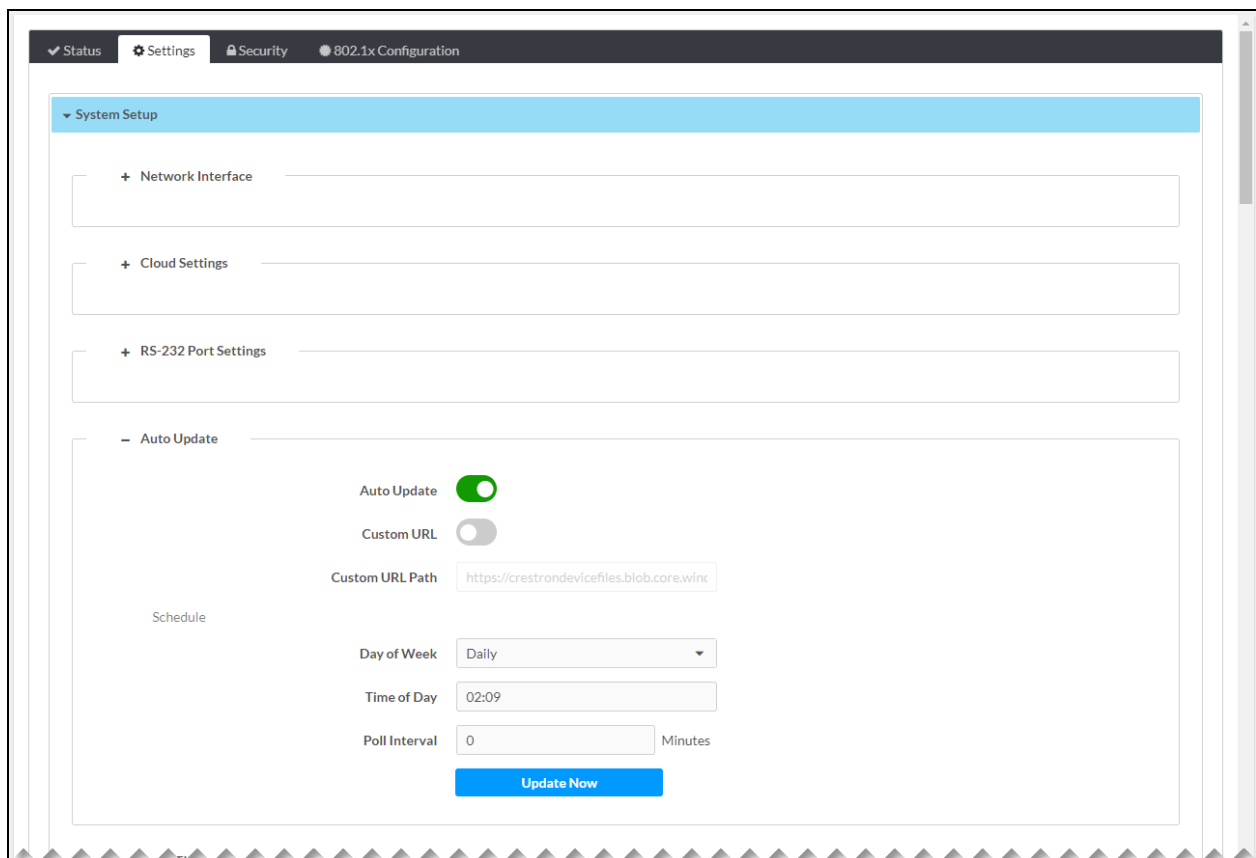 Status Settings Security 802.1x Configuration
System Setup
+ Network Interface
+ Cloud Settings
+ RS-232 Port Settings
− Auto Update
Auto Update
Custom URL
Custom URL Path https://crestrondevicefiles.blob.core.winc
Schedule
Day of Week Daily
Time of Day 02:09
Poll Interval 0 Minutes
Update Now